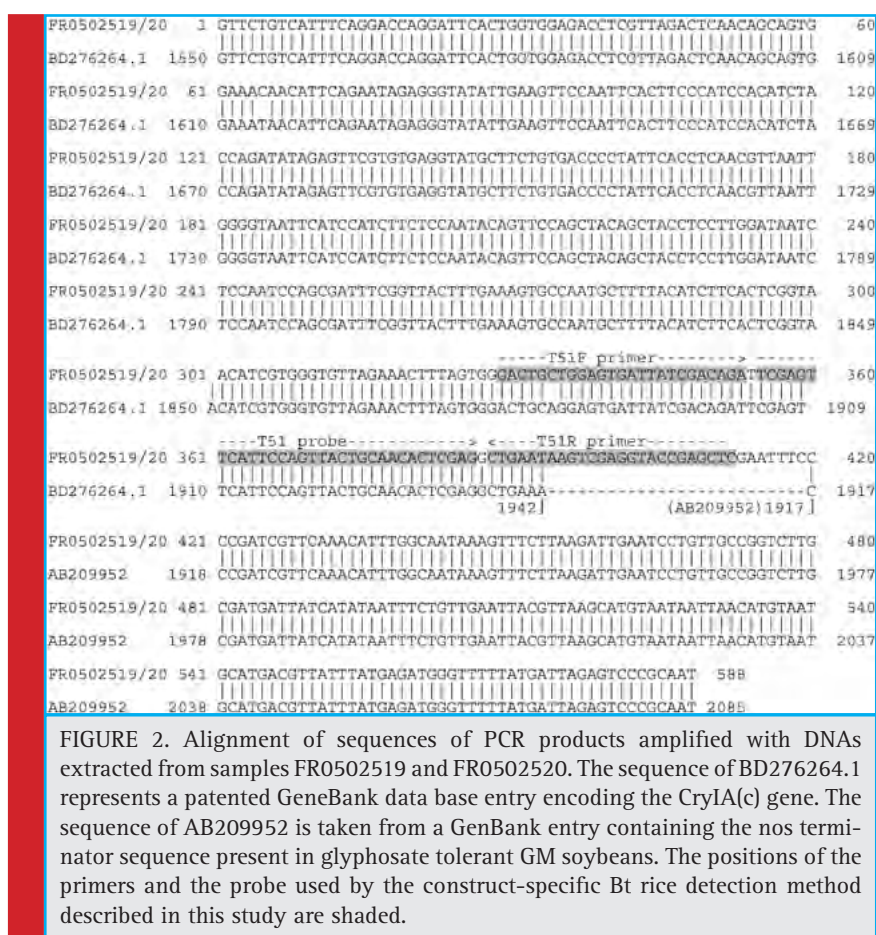 FR0502519/20 1 GTTCTGTCATTTCAGGACCAGGATTCACTGGTGGAGACCTCGTTAGACTCAACAGCAGTG 60
BD276264.1 1550 GTTCTGTCATTTCAGGACCAGGATTCACTGGTGGAGACCTCGTTAGACTCAACAGCAGTG 1609
FR0502519/20 61 GAAACAACATTCAGAATAGAGGGTATATTGAAGTTCCAATTCACTTCCCATCCACATCTA 120
BD276264.1 1610 GAAATAACATTCAGAATAGAGGGTATATTGAAGTTCCAATTCACTTCCCATCCACATCTA 1669
FR0502519/20 121 CCAGATATAGAGTTCGTGTGAGGTATGCTTCTGTGACCCCTATTCACCTCAACGTTAATT 180
BD276264.1 1670 CCAGATATAGAGTTCGTGTGAGGTATGCTTCTGTGACCCCTATTCACCTCAACGTTAATT 1729
FR0502519/20 181 GGGGTAATTCATCCATCTTCTCCAATACAGTTCCAGCTACAGCTACCTCCTTGGATAATC 240
BD276264.1 1730 GGGGTAATTCATCCATCTTCTCCAATACAGTTCCAGCTACAGCTACCTCCTTGGATAATC 1789
FR0502519/20 241 TCCAATCCAGCGATTTCGGTTACTTTGAAAGTGCCAATGCTTTTACATCTTCACTCGGTA 300
BD276264.1 1790 TCCAATCCAGCGATTTCGGTTACTTTGAAAGTGCCAATGCTTTTACATCTTCACTCGGTA 1849
-----T51F primer--------> ------
FR0502519/20 301 ACATCGTGGGTGTTAGAAACTTTAGTGGGACTGCTGGAGTGATTATCGACAGATTCGAGT 360
BD276264.1 1850 ACATCGTGGGTGTTAGAAACTTTAGTGGGACTGCAGGAGTGATTATCGACAGATTCGAGT 1909
----T51 probe------------> <----T51R primer-------
FR0502519/20 361 TCATTCCAGTTACTGCAACACTCGAGGCTGAATAAGTCGAGGTACCGAGCTCGAATTTCC 420
BD276264.1 1910 TCATTCCAGTTACTGCAACACTCGAGGCTGAAA--------------------------C 1917
1942] (AB209952)1917]
FR0502519/20 421 CCGATCGTTCAAACATTTGGCAATAAAGTTTCTTAAGATTGAATCCTGTTGCCGGTCTTG 480
AB209952 1918 CCGATCGTTCAAACATTTGGCAATAAAGTTTCTTAAGATTGAATCCTGTTGCCGGTCTTG 1977
FR0502519/20 481 CGATGATTATCATATAATTTCTGTTGAATTACGTTAAGCATGTAATAATTAACATGTAAT 540
AB209952 1978 CGATGATTATCATATAATTTCTGTTGAATTACGTTAAGCATGTAATAATTAACATGTAAT 2037
FR0502519/20 541 GCATGACGTTATTTATGAGATGGGTTTTTATGATTAGAGTCCCGCAAT 588
AB209952 2038 GCATGACGTTATTTATGAGATGGGTTTTTATGATTAGAGTCCCGCAAT 2085
FIGURE 2. Alignment of sequences of PCR products amplified with DNAs
extracted from samples FR0502519 and FR0502520. The sequence of BD276264.1
represents a patented GeneBank data base entry encoding the CryIA(c) gene. The
sequence of AB209952 is taken from a GenBank entry containing the nos termi-
nator sequence present in glyphosate tolerant GM soybeans. The positions of the
primers and the probe used by the construct-specific Bt rice detection method
described in this study are shaded.